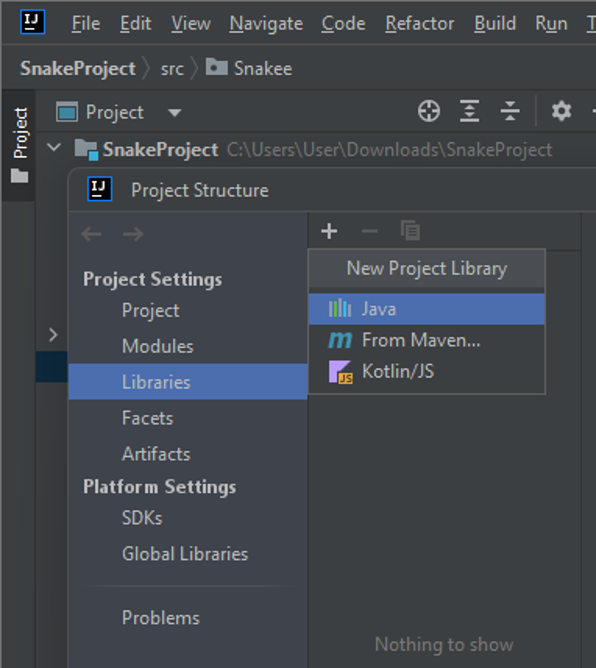 IJ File Edit View Navigate Code Refactor Build Run
SnakeProject src Snakee
Project
Project
SnakeProject C:\Users\User\Downloads\SnakeProject
IJ Project Structure
Project Settings
Project
Modules
Libraries
Facets
Artifacts
Platform Settings
SDKs
Global Libraries
Problems
New Project Library
Java
m From Maven...
JS Kotlin/JS
Nothing to show